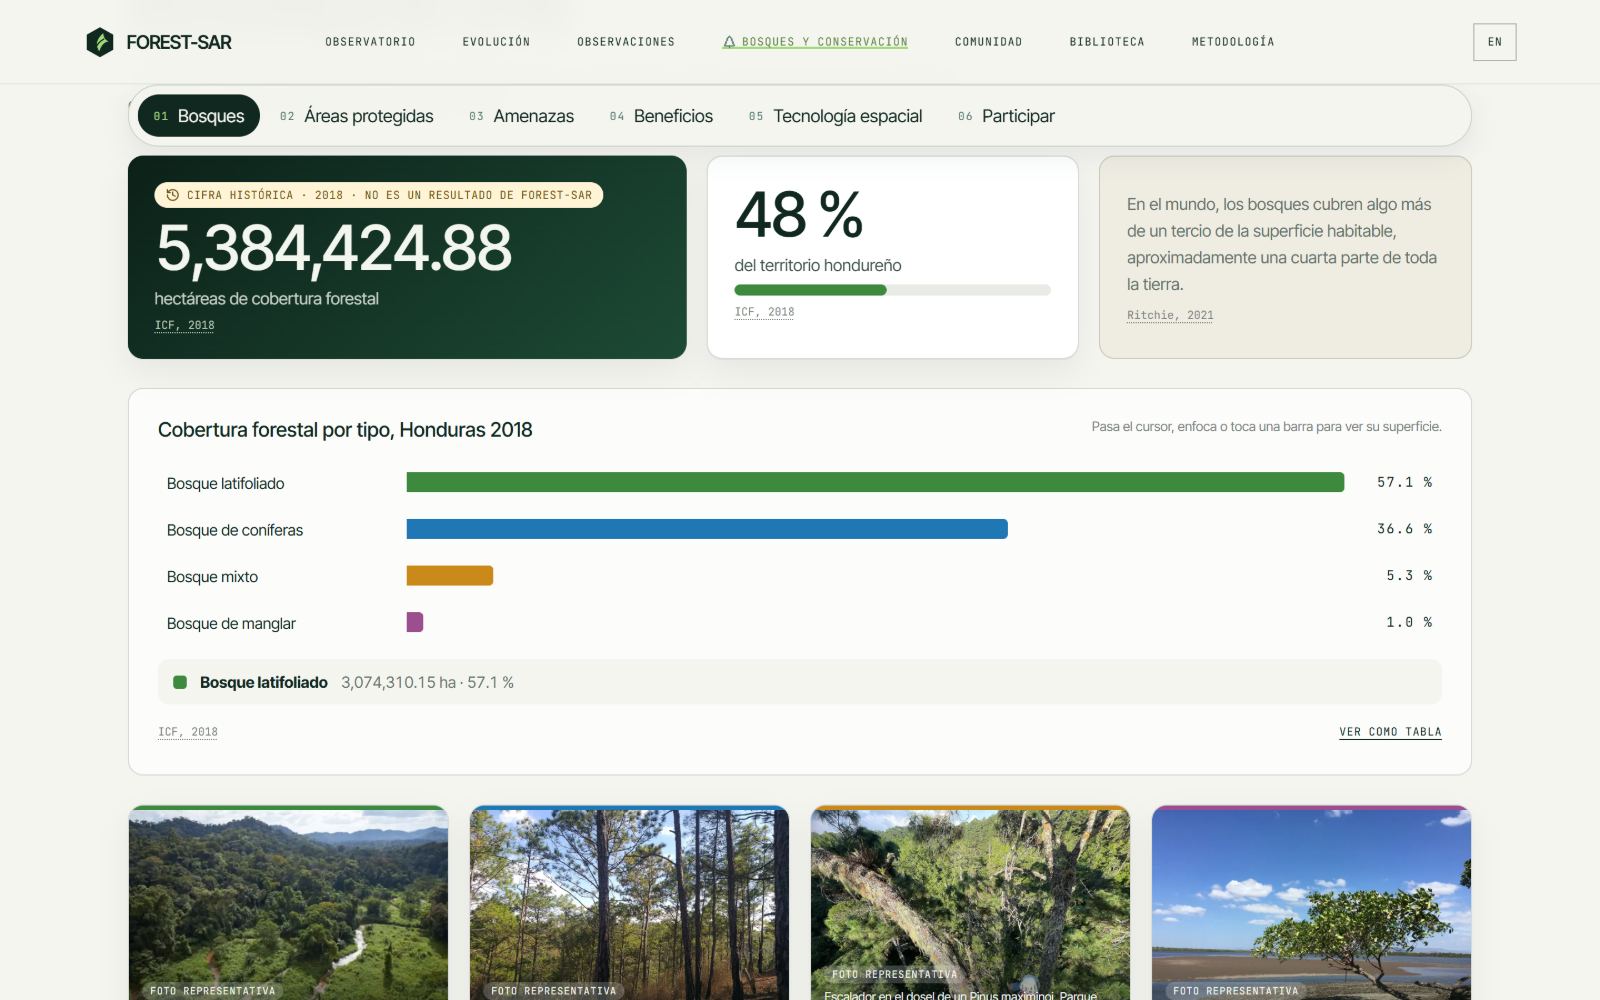 FOREST-SAR
OBSERVATORIO
EVOLUCIÓN
OBSERVACIONES
BOSQUES Y CONSERVACIÓN
COMUNIDAD
BIBLIOTECA
METODOLOGÍA
EN
01 Bosques
02 Áreas protegidas
03 Amenazas
04 Beneficios
05 Tecnología espacial
06 Participar
CIFRA HISTÓRICA · 2018 · NO ES UN RESULTADO DE FOREST-SAR
5,384,424.88
hectáreas de cobertura forestal
ICF, 2018
48 %
del territorio hondureño
ICF, 2018
En el mundo, los bosques cubren algo más
de un tercio de la superficie habitable,
aproximadamente una cuarta parte de toda
la tierra.
Ritchie, 2021
Cobertura forestal por tipo, Honduras 2018
Pasa el cursor, enfoca o toca una barra para ver su superficie.
Bosque latifoliado 57.1 %
Bosque de coníferas 36.6 %
Bosque mixto 5.3 %
Bosque de manglar 1.0 %
Bosque latifoliado 3,074,310.15 ha · 57.1 %
ICF, 2018
VER COMO TABLA
FOTO REPRESENTATIVA
FOTO REPRESENTATIVA
FOTO REPRESENTATIVA
Escalador en el dosel de un Pinus maximinoi, Parque
FOTO REPRESENTATIVA